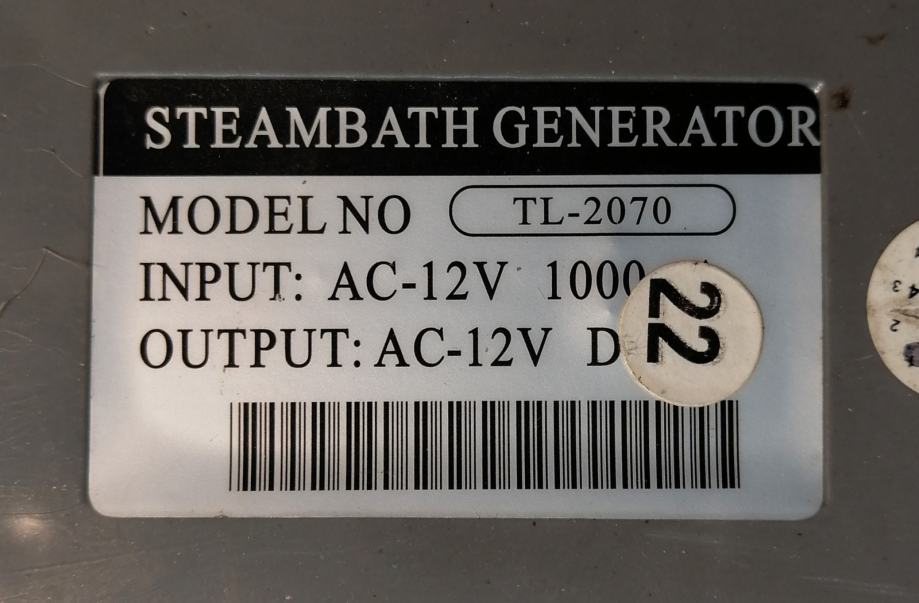 STEAMBATH GENERATOR
MODEL NO TL-2070
INPUT: AC-12V 1000
OUTPUT: AC-12V D
22